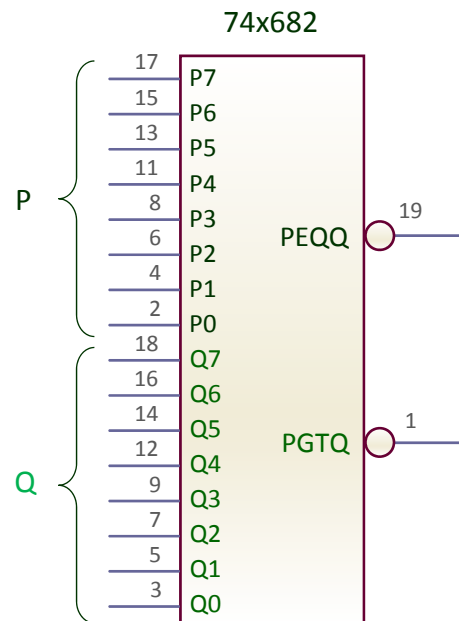 74x682
17 P7
15 P6
13 P5
11 P4
P
8 P3
19
PEQQ
6 P2
4 P1
2 P0
18 Q7
16 Q6
14 Q5
1
PGTQ
12 Q4
Q
9 Q3
7 Q2
5 Q1
3 Q0